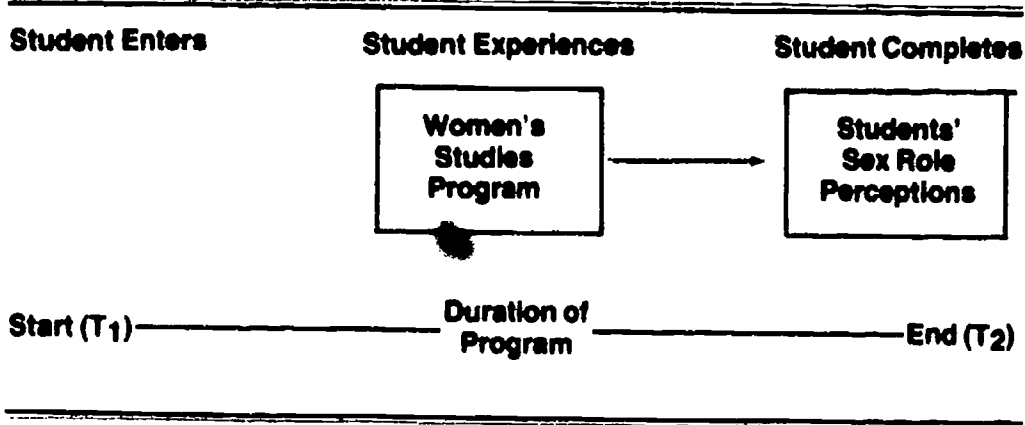 Student Enters
Student Experiences
Student Completes
Women's
Studies
Program
Students'
Sex Role
Perceptions
Start (T1)
Duration of
Program
End (T2)